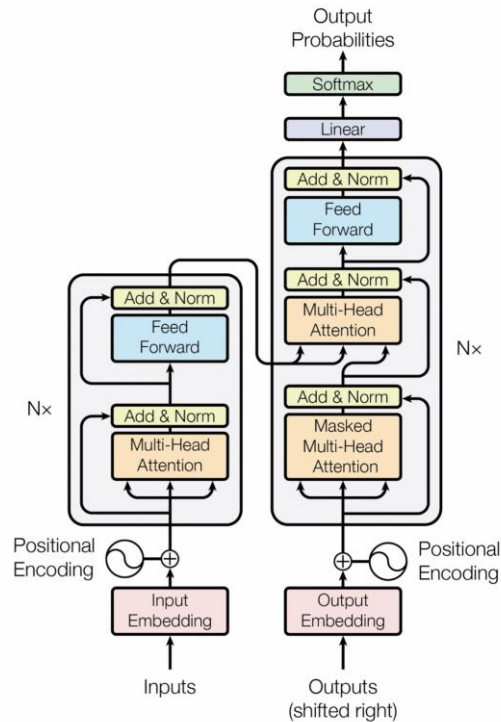 Output
Probabilities
Softmax
Linear
Add & Norm
Feed
Forward
Add & Norm
Multi-Head
Attention
Add & Norm
Masked
Multi-Head
Attention
Nx
Add & Norm
Feed
Forward
Add & Norm
Multi-Head
Attention
Nx
Positional
Encoding
Positional
Encoding
Input
Embedding
Output
Embedding
Inputs
Outputs
(shifted right)